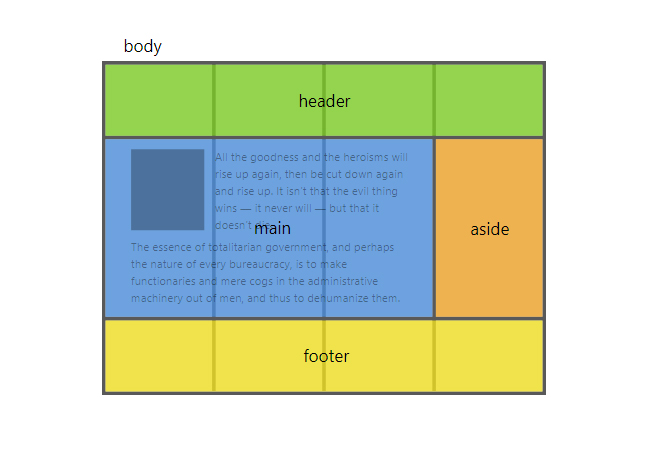 body
header
All the goodness and the heroisms will
rise up again, then be cut down again
and rise up. It isn't that the evil thing
wins — it never will — but that it
doesn't die.
main
aside
The essence of totalitarian government, and perhaps
the nature of every bureaucracy, is to make
functionaries and mere cogs in the administrative
machinery out of men, and thus to dehumanize them.
footer